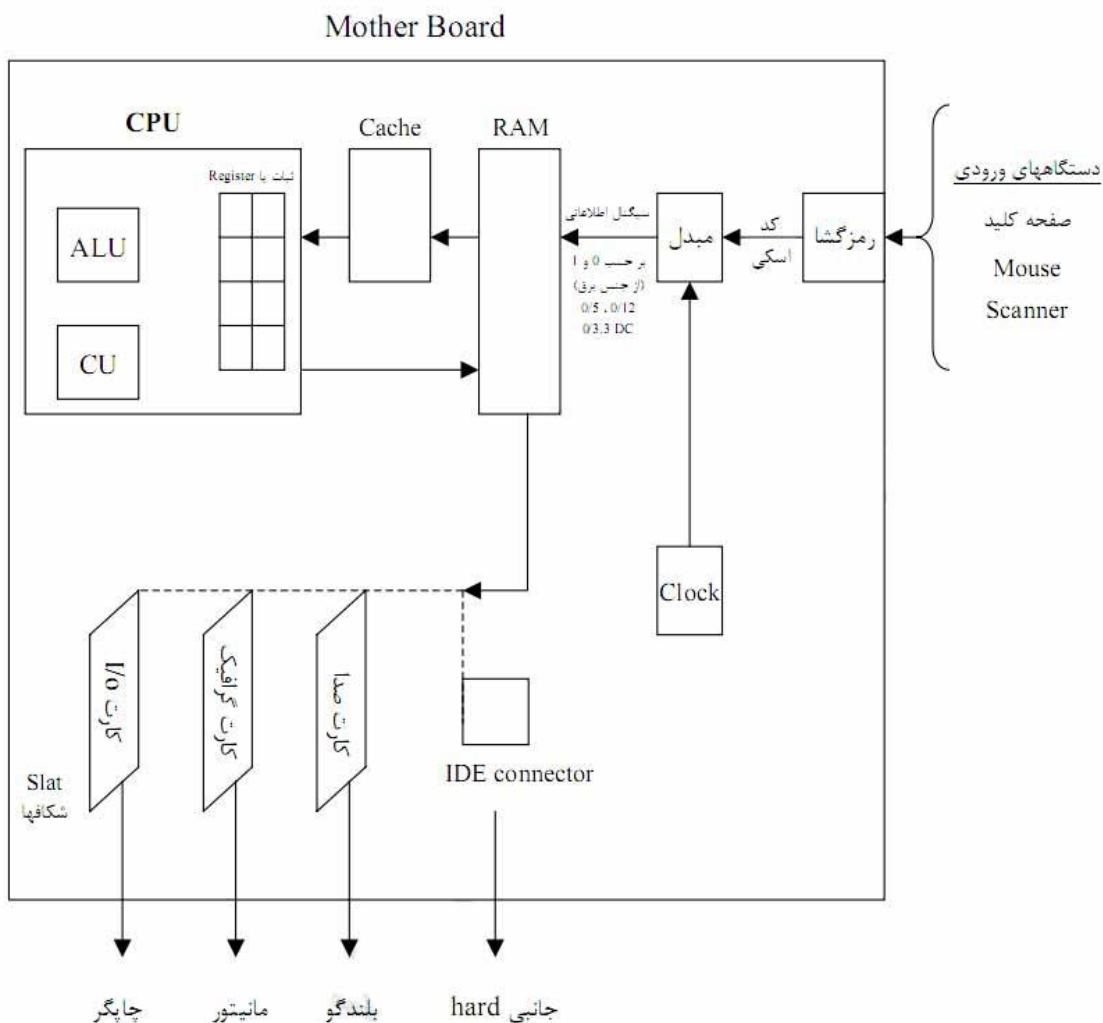 Mother Board
CPU
Cache
RAM
ثبات یا Register
ALU
CU
سیگنال اطلاعاتی
بر حسب 0 و 1
(از جنس برق)
0/5 , 0/12
0/3.3 DC
مبدل
کد
اسکی
رمزگشا
دستگاههای ورودی
صفحه کلید
Mouse
Scanner
Clock
کارت I/o
کارت گرافیک
کارت صدا
IDE connector
Slat
شکافها
چاپگر
مانیتور
بلندگو
جانبی hard